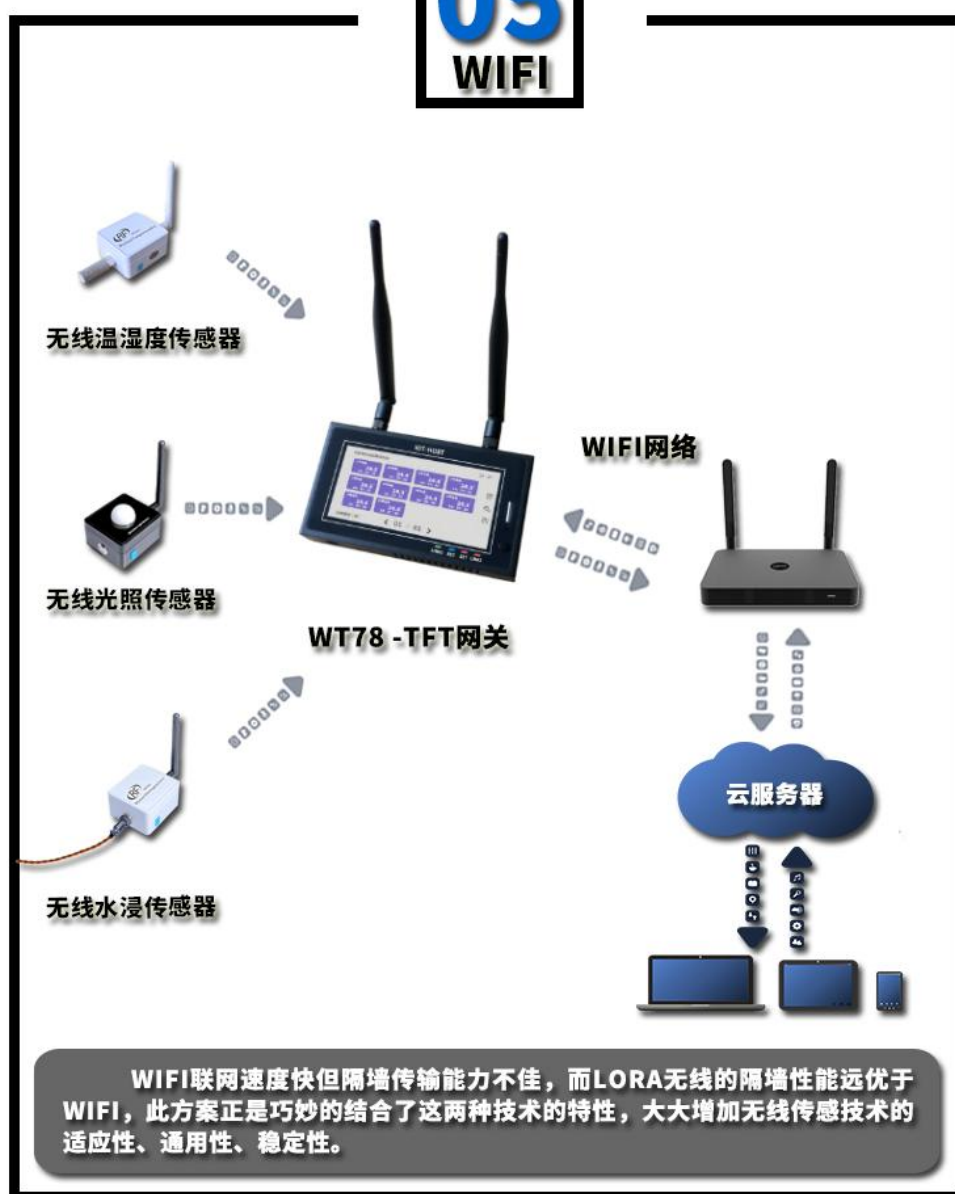 05
WIFI
无线温湿度传感器
IOT-HOST
WIFI网络
无线光照传感器
WT78 -TFT网关
云服务器
无线水浸传感器
WIFI联网速度快但隔墙传输能力不佳，而LORA无线的隔墙性能远优于
WIFI，此方案正是巧妙的结合了这两种技术的特性，大大增加无线传感技术的
适应性、通用性、稳定性。